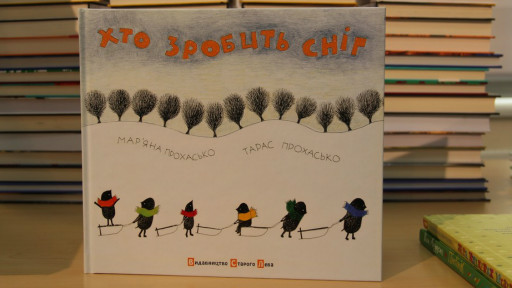 ХТО ЗРОБИТЬ СНІГ
МАР'ЯНА ПРОХАСЬКО ТАРАС ПРОХАСЬКО
Видавництво Старого Лева